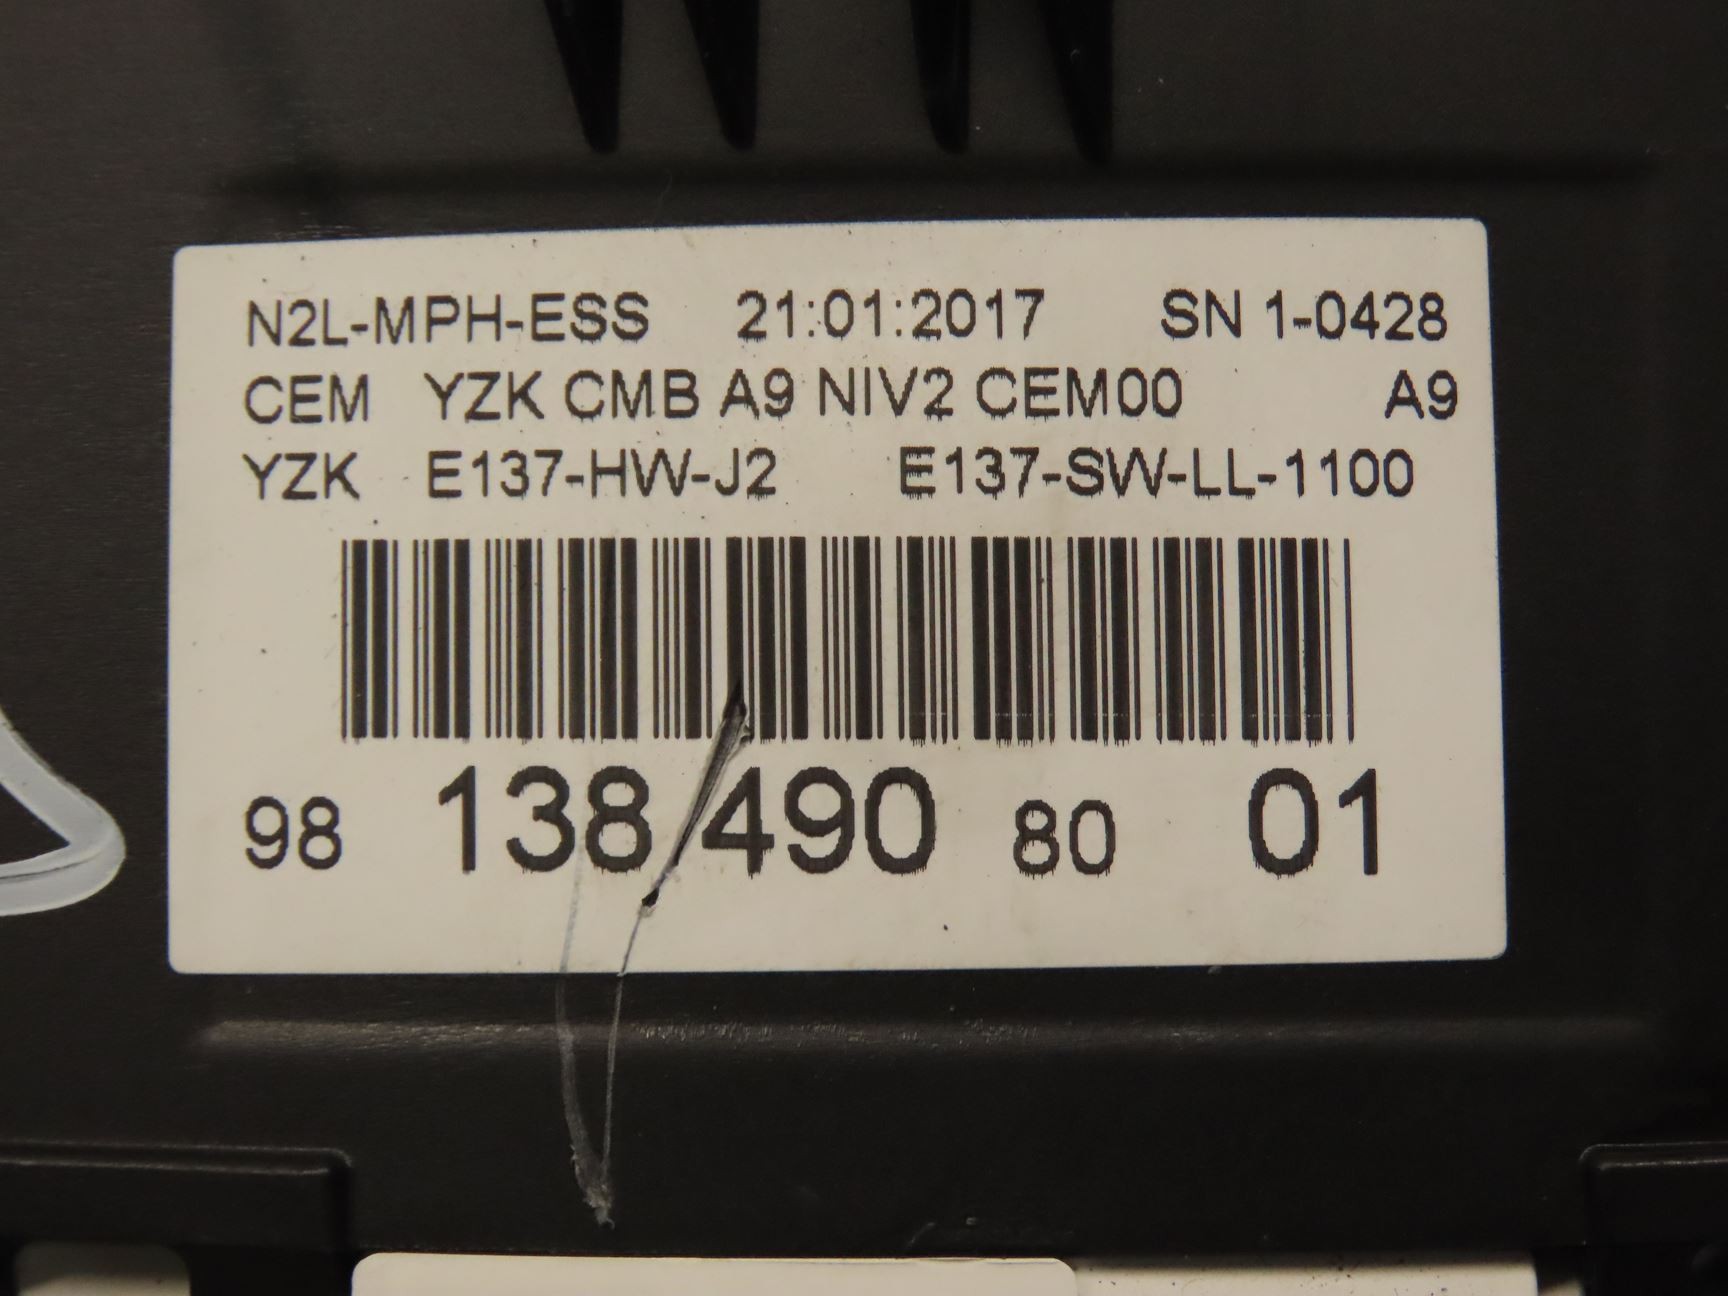 N2L-MPH-ESS 21:01:2017 SN 1-0428
CEM YZK CMB A9 NIV2 CEM00 A9
YZK E137-HW-J2 E137-SW-LL-1100
98 138 490 80 01